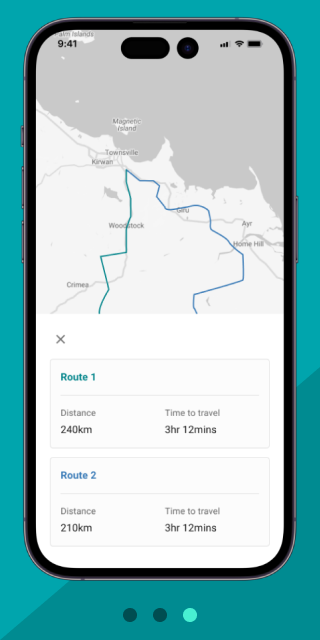 9:41
Palm Islands
Magnetic
Island
Townsville
Kirwan
Giru
Woodstock
Ayr
Home Hill
Crimea
Route 1
Distance
Time to travel
240km
3hr 12mins
Route 2
Distance
Time to travel
210km
3hr 12mins